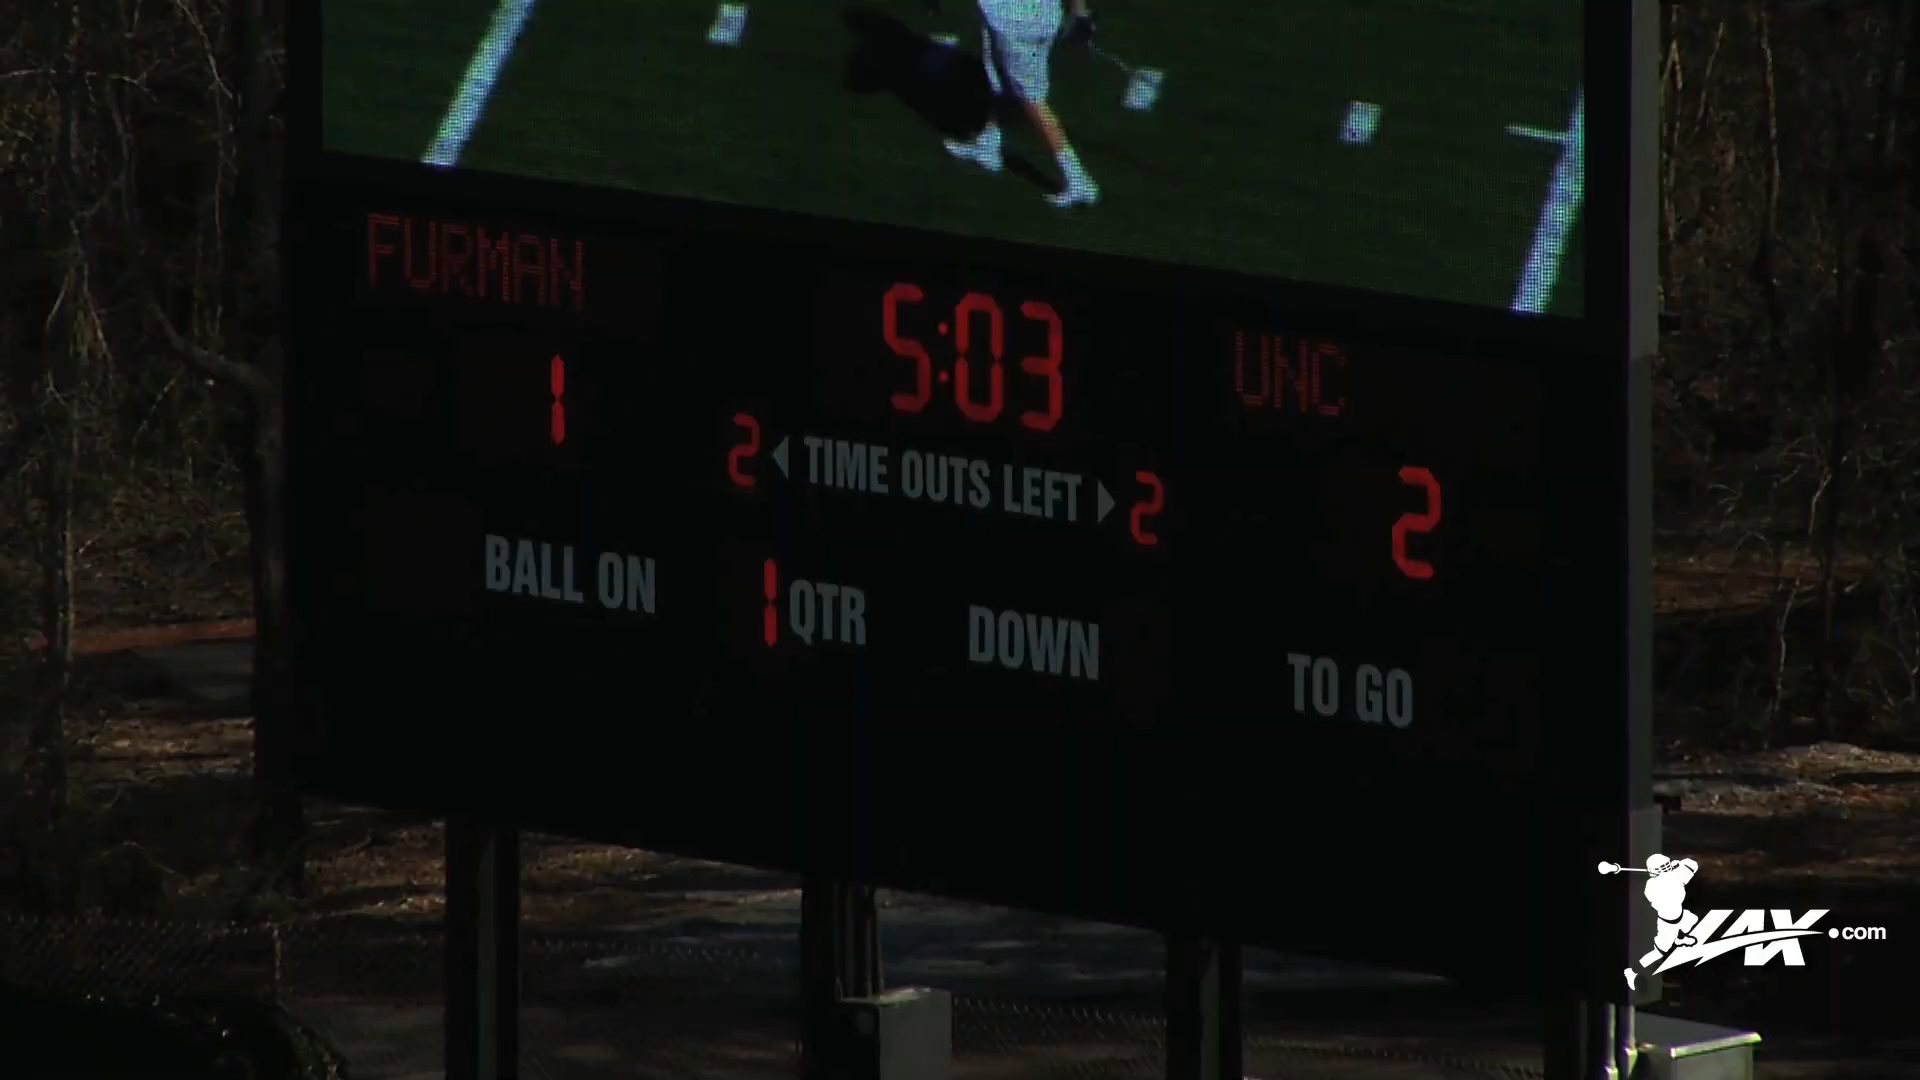 FURMAN
5:03
UNC
1
2 TIME OUTS LEFT 2
2
BALL ON
1 QTR
DOWN
TO GO
LAX.com